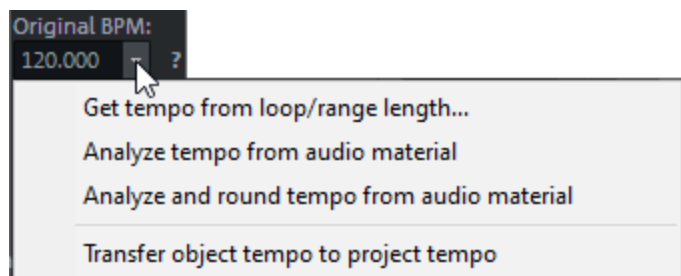 Original BPM:
120.000 ?
Get tempo from loop/range length...
Analyze tempo from audio material
Analyze and round tempo from audio material
Transfer object tempo to project tempo